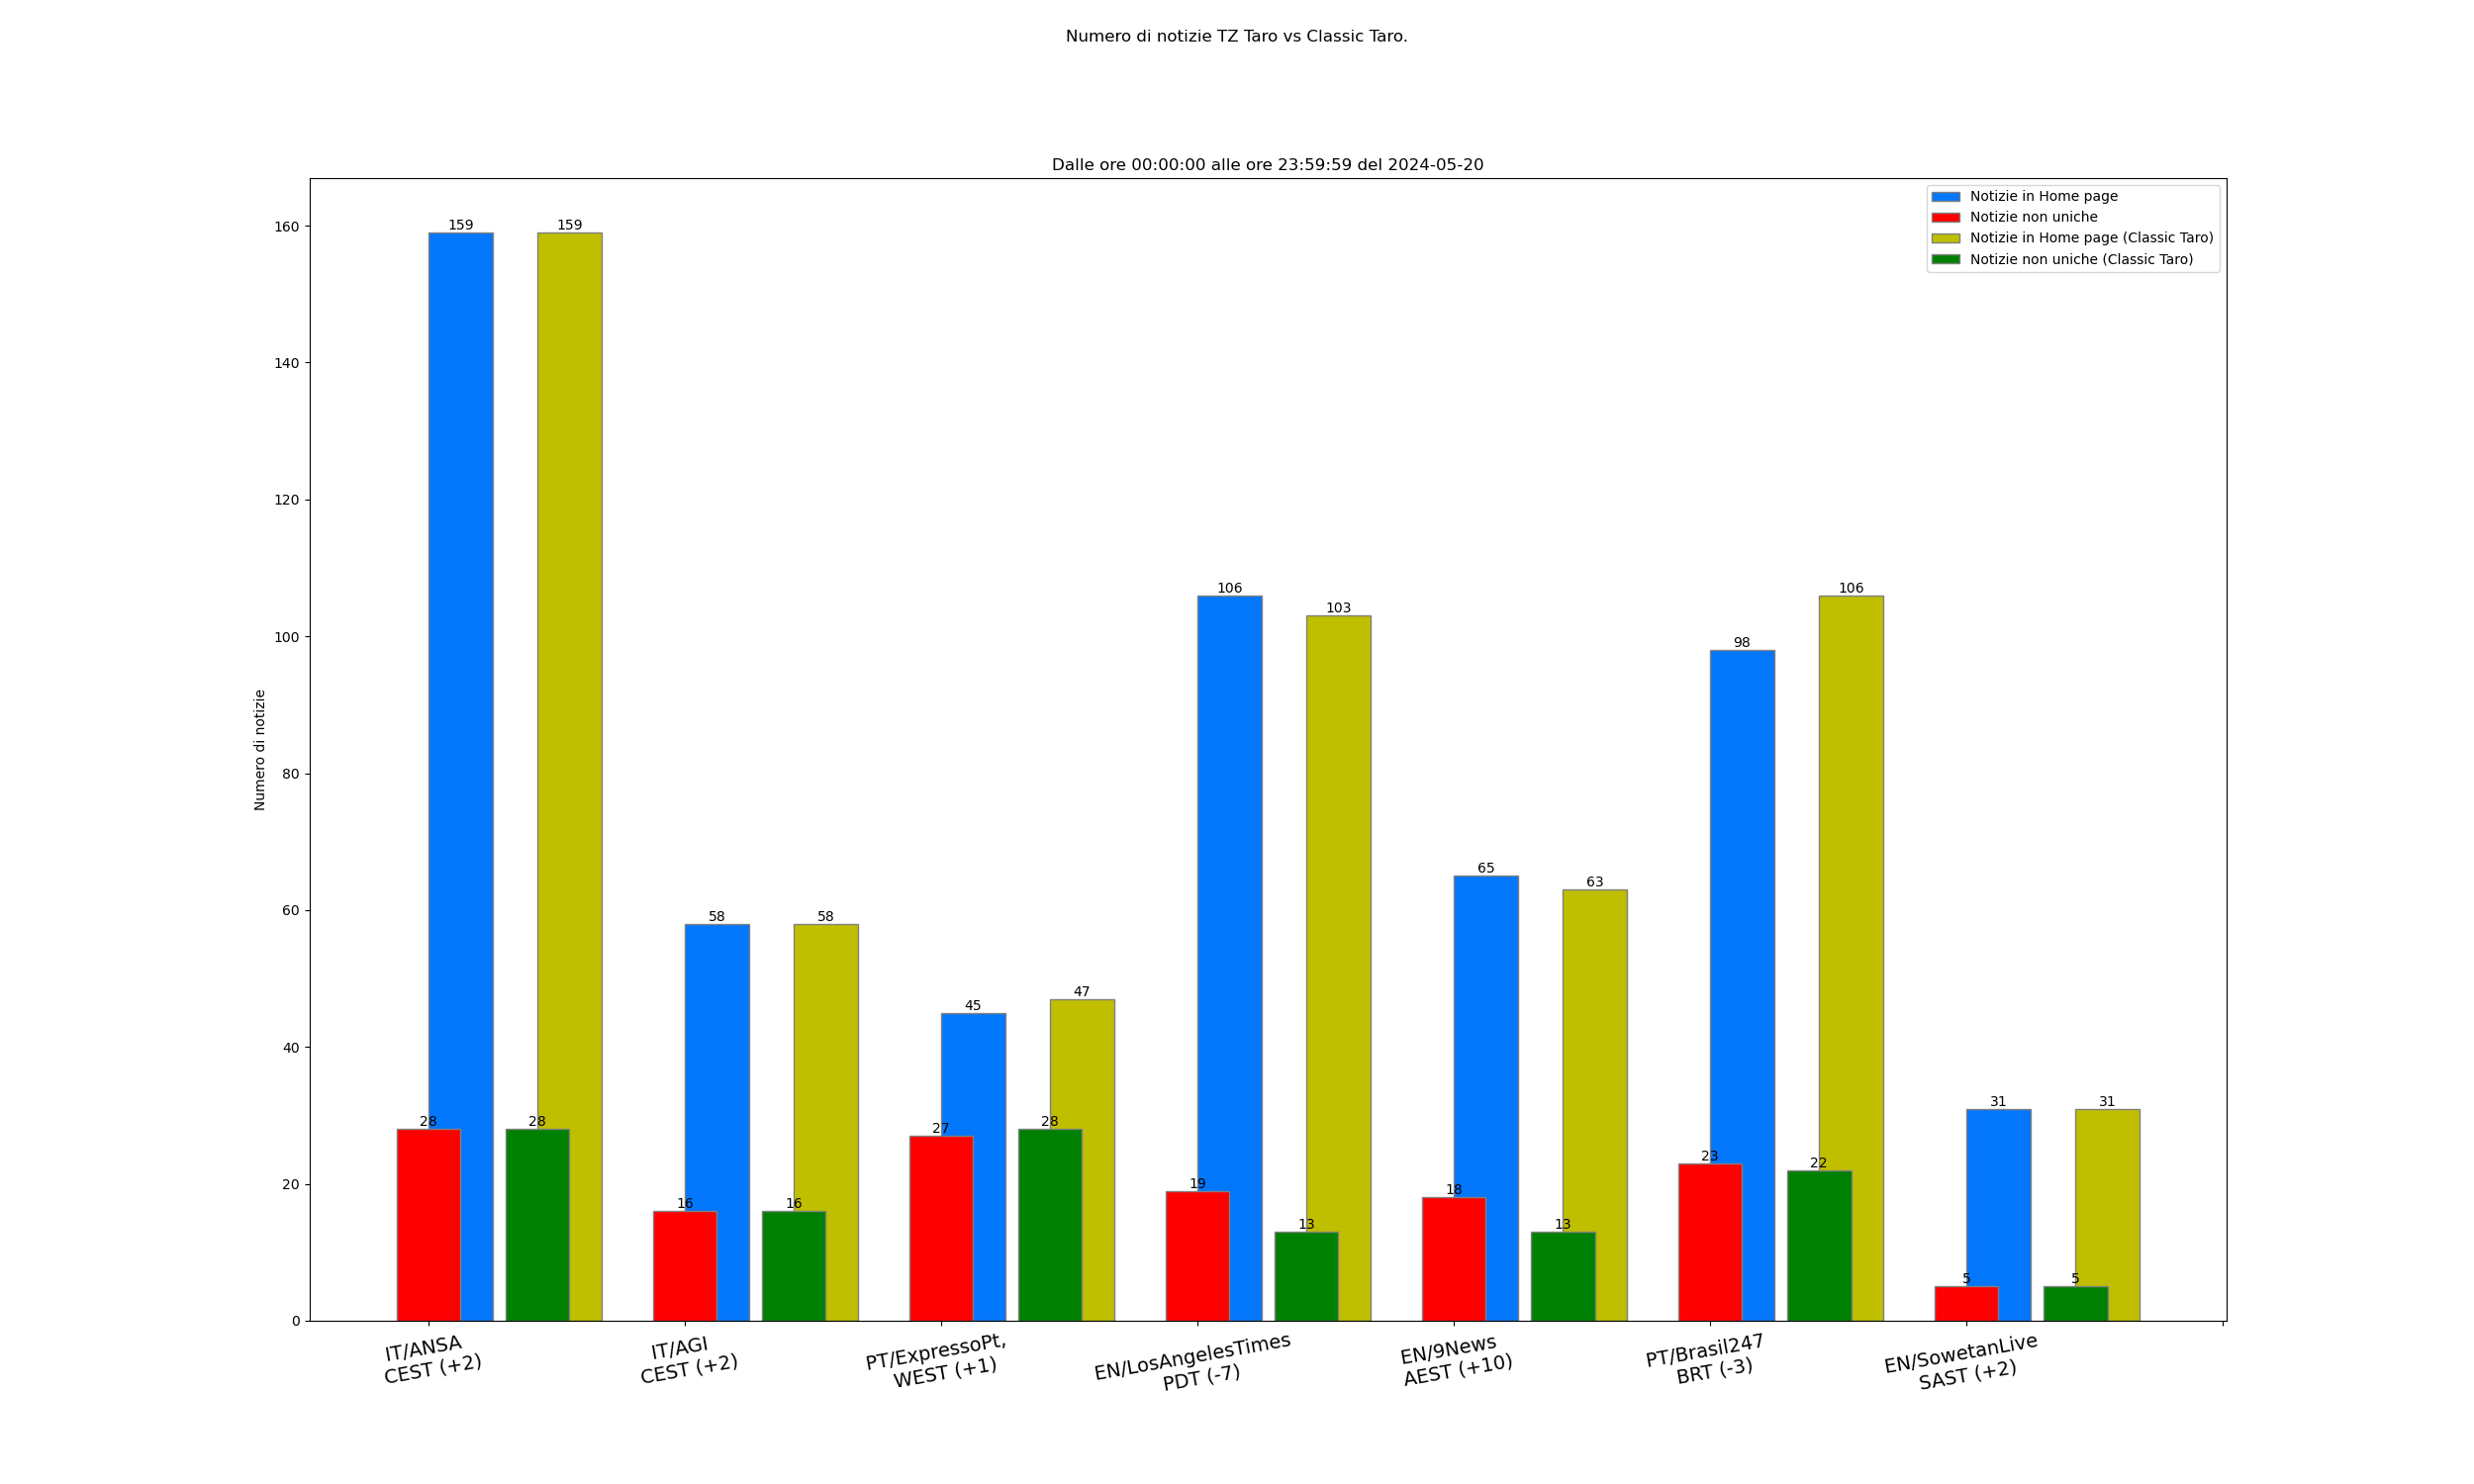 Numero di notizie TZ Taro vs Classic Taro.
Dalle ore 00:00:00 alle ore 23:59:59 del 2024-05-20
Notizie in Home page
Notizie non uniche
Notizie in Home page (Classic Taro)
Notizie non uniche (Classic Taro)
Numero di notizie
160
140
120
100
80
60
40
20
0
159
159
28
28
58
58
16
16
45
47
27
28
106
103
19
13
65
63
18
13
98
106
23
22
31
31
5
5
IT/ANSA
CEST (+2)
IT/AGI
CEST (+2)
PT/ExpressoPt,
WEST (+1)
EN/LosAngelesTimes
PDT (-7)
EN/9News
AEST (+10)
PT/Brasil247
BRT (-3)
EN/SowetanLive
SAST (+2)